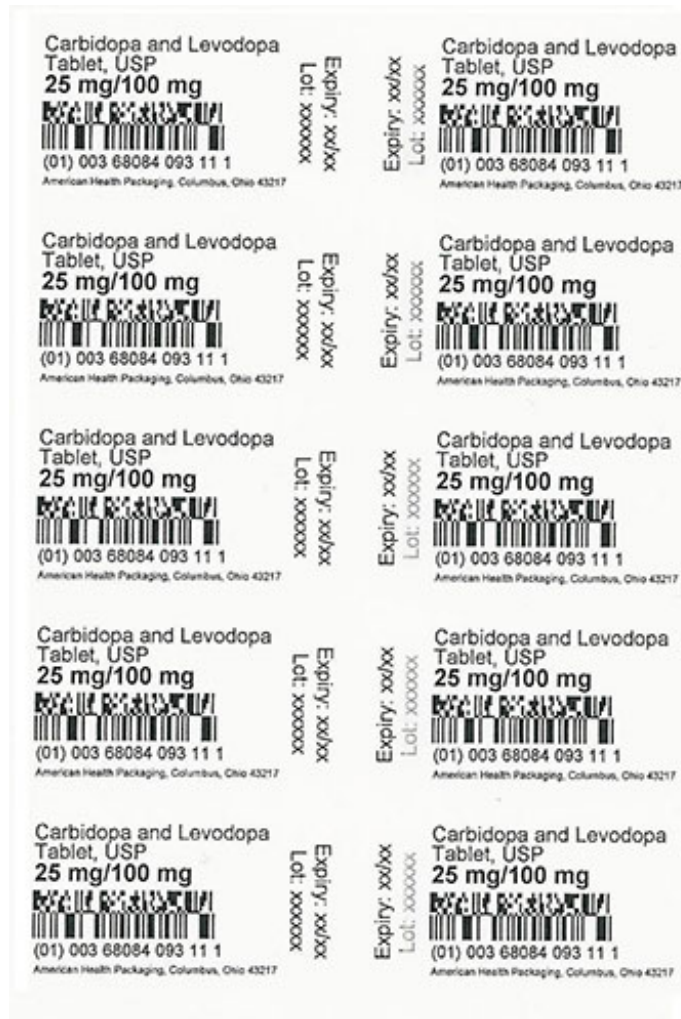 Carbidopa and Levodopa
Tablet, USP
25 mg/100 mg
(01) 003 68084 093 11 1
American Health Packaging, Columbus, Ohio 43217
Expiry: xx/xx
Lot: xxxxxx
Expiry: xx/xx
Lot: xxxxxx
Carbidopa and Levodopa
Tablet, USP
25 mg/100 mg
(01) 003 68084 093 11 1
American Health Packaging, Columbus, Ohio 43217
Carbidopa and Levodopa
Tablet, USP
25 mg/100 mg
(01) 003 68084 093 11 1
American Health Packaging, Columbus, Ohio 43217
Expiry: xx/xx
Lot: xxxxxx
Expiry: xx/xx
Lot: xxxxxx
Carbidopa and Levodopa
Tablet, USP
25 mg/100 mg
(01) 003 68084 093 11 1
American Health Packaging, Columbus, Ohio 43217
Carbidopa and Levodopa
Tablet, USP
25 mg/100 mg
(01) 003 68084 093 11 1
American Health Packaging, Columbus, Ohio 43217
Expiry: xx/xx
Lot: xxxxxx
Expiry: xx/xx
Lot: xxxxxx
Carbidopa and Levodopa
Tablet, USP
25 mg/100 mg
(01) 003 68084 093 11 1
American Health Packaging, Columbus, Ohio 43217
Carbidopa and Levodopa
Tablet, USP
25 mg/100 mg
(01) 003 68084 093 11 1
American Health Packaging, Columbus, Ohio 43217
Expiry: xx/xx
Lot: xxxxxx
Expiry: xx/xx
Lot: xxxxxx
Carbidopa and Levodopa
Tablet, USP
25 mg/100 mg
(01) 003 68084 093 11 1
American Health Packaging, Columbus, Ohio 43217
Carbidopa and Levodopa
Tablet, USP
25 mg/100 mg
(01) 003 68084 093 11 1
American Health Packaging, Columbus, Ohio 43217
Expiry: xx/xx
Lot: xxxxxx
Expiry: xx/xx
Lot: xxxxxx
Carbidopa and Levodopa
Tablet, USP
25 mg/100 mg
(01) 003 68084 093 11 1
American Health Packaging, Columbus, Ohio 43217